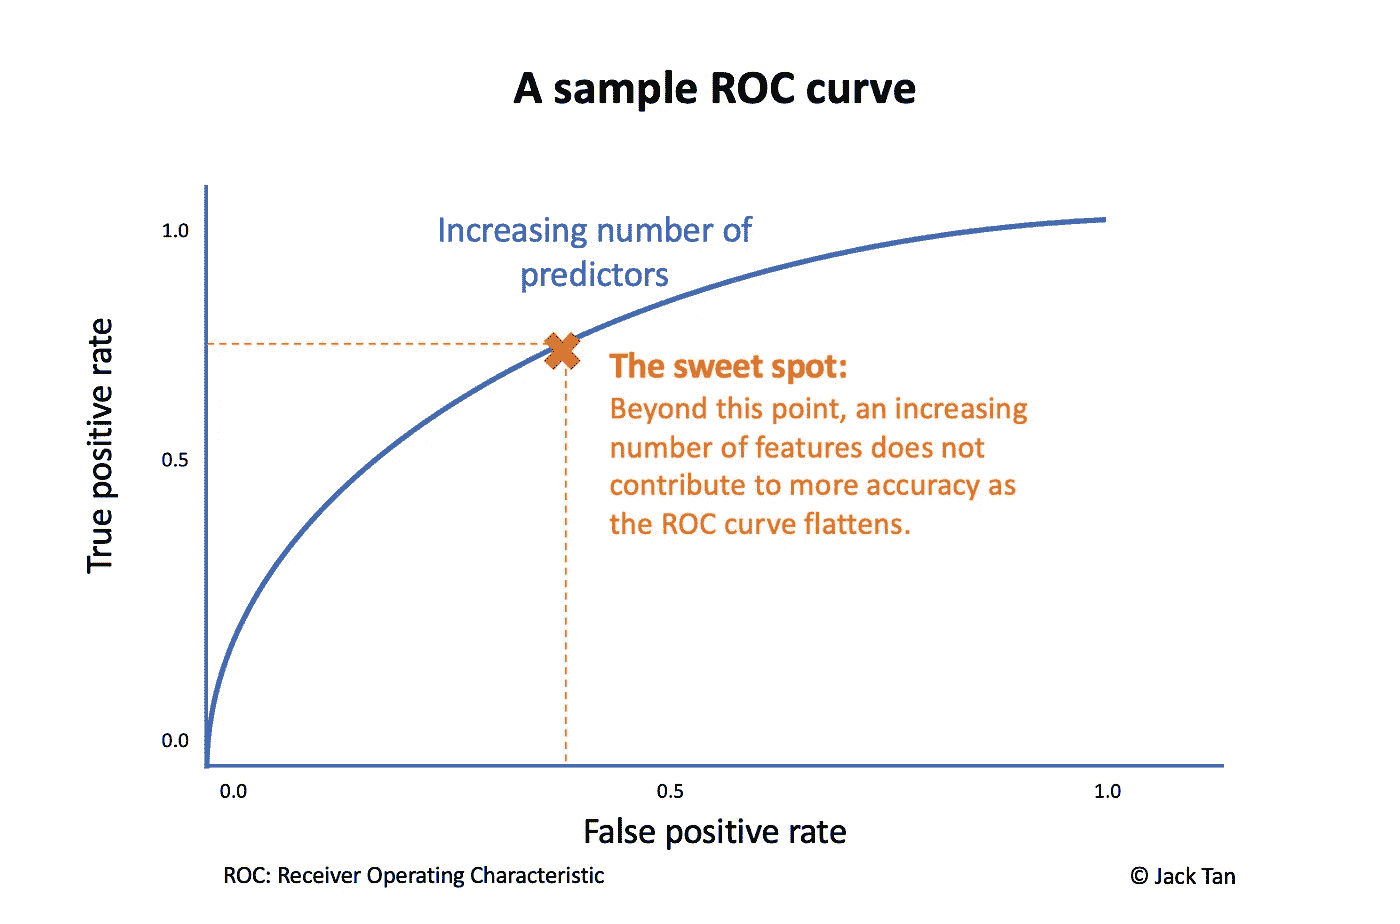 A sample ROC curve
Increasing number of
predictors
1.0
The sweet spot:
Beyond this point, an increasing
number of features does not
contribute to more accuracy as
the ROC curve flattens.
True positive rate
0.5
0.0
0.0
0.5
1.0
False positive rate
ROC: Receiver Operating Characteristic
© Jack Tan